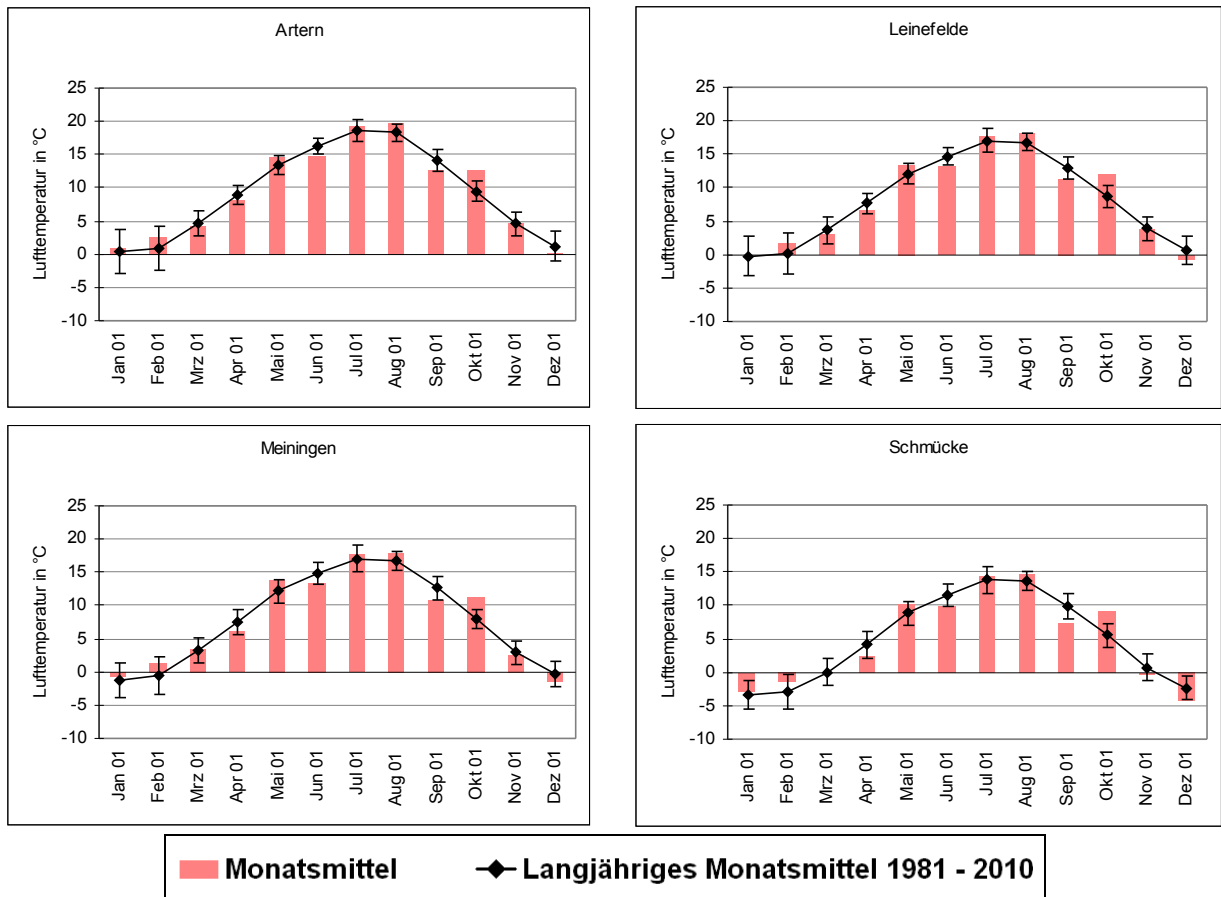 Artern
Lufttemperatur in °C
25
20
15
10
5
0
-5
-10
Jan 01
Feb 01
Mrz 01
Apr 01
Mai 01
Jun 01
Jul 01
Aug 01
Sep 01
Okt 01
Nov 01
Dez 01
Leinefelde
Lufttemperatur in °C
25
20
15
10
5
0
-5
-10
Jan 01
Feb 01
Mrz 01
Apr 01
Mai 01
Jun 01
Jul 01
Aug 01
Sep 01
Okt 01
Nov 01
Dez 01
Meiningen
Lufttemperatur in °C
25
20
15
10
5
0
-5
-10
Jan 01
Feb 01
Mrz 01
Apr 01
Mai 01
Jun 01
Jul 01
Aug 01
Sep 01
Okt 01
Nov 01
Dez 01
Schmücke
Lufttemperatur in °C
25
20
15
10
5
0
-5
-10
Jan 01
Feb 01
Mrz 01
Apr 01
Mai 01
Jun 01
Jul 01
Aug 01
Sep 01
Okt 01
Nov 01
Dez 01
Monatsmittel
Langjähriges Monatsmittel 1981 - 2010